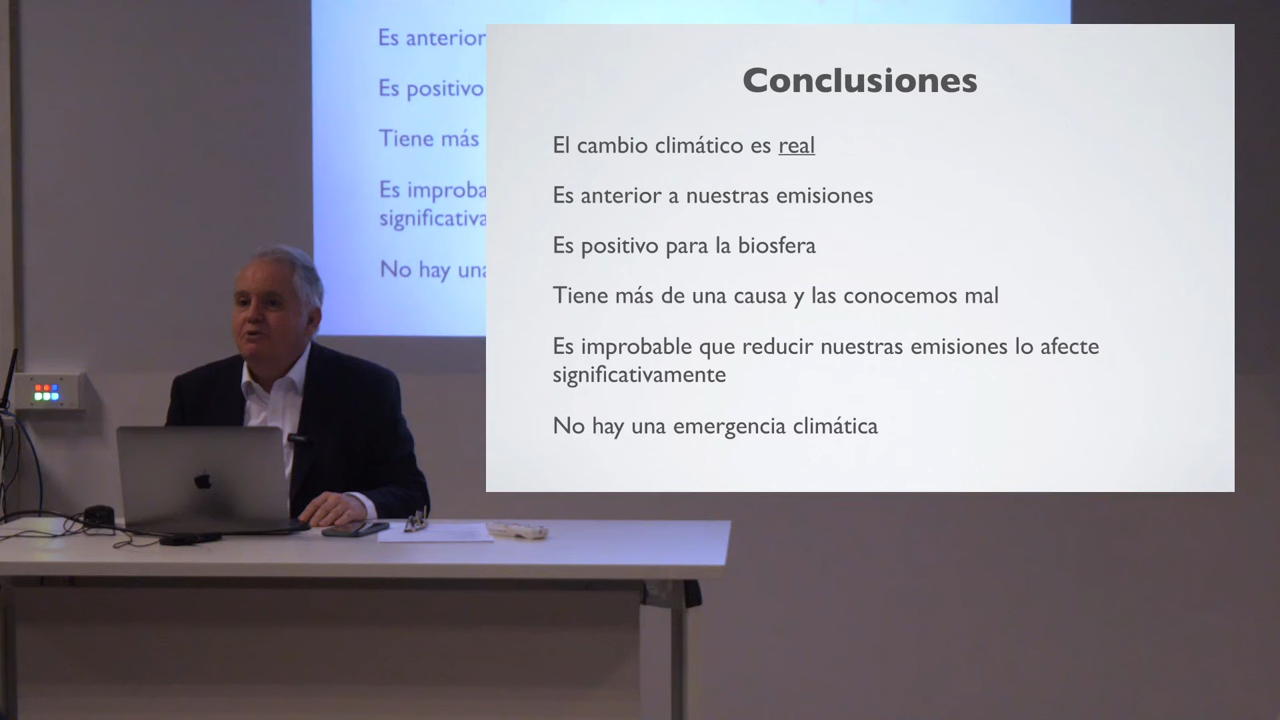 Es anterior
Es positivo
Tiene más
Es improba
significativa
No hay una
Conclusiones
El cambio climático es real
Es anterior a nuestras emisiones
Es positivo para la biosfera
Tiene más de una causa y las conocemos mal
Es improbable que reducir nuestras emisiones lo afecte
significativamente
No hay una emergencia climática